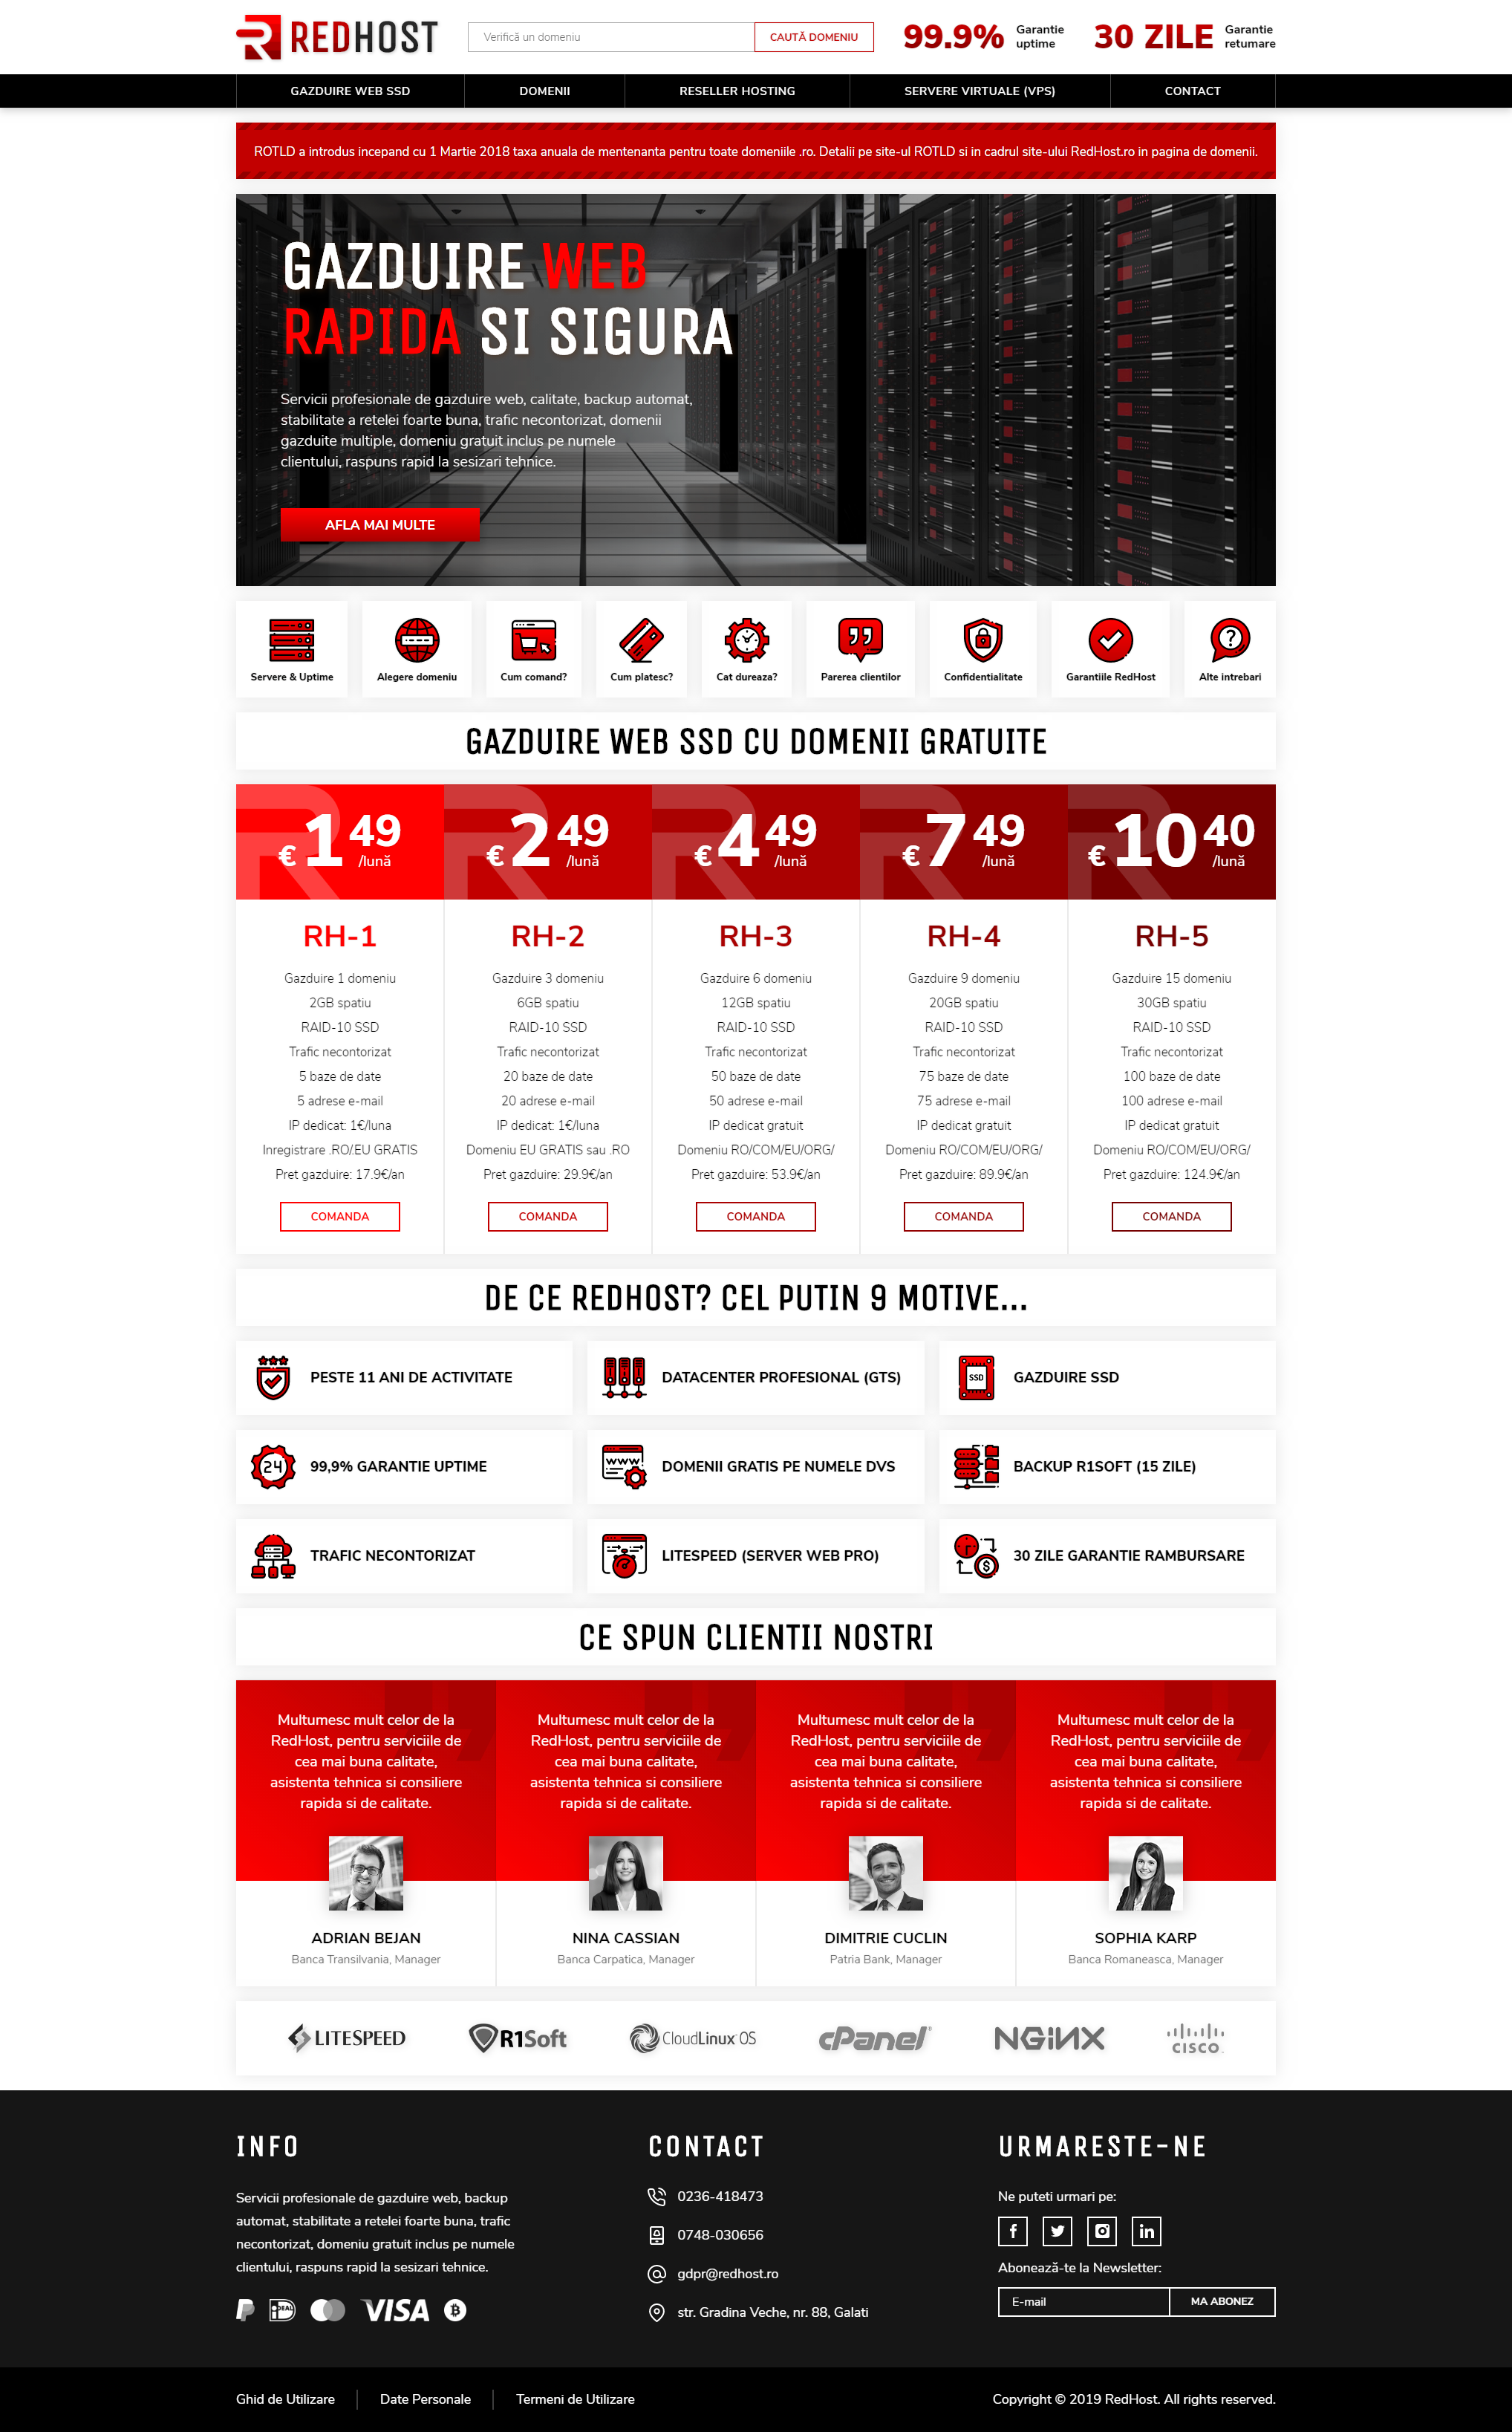 REDHOST
Verifică un domeniu
CAUTĂ DOMENIU
99.9%
Garantie
uptime
30 ZILE
Garantie
returnare
GAZDUIRE WEB SSD
DOMENII
RESELLER HOSTING
SERVERE VIRTUALE (VPS)
CONTACT
ROTLD a introdus incepand cu 1 Martie 2018 taxa anuala de mentenanta pentru toate domeniile .ro. Detalii pe site-ul ROTLD si in cadrul site-ului RedHost.ro in pagina de domenii.
GAZDUIRE WEB
RAPIDA SI SIGURA
Servicii profesionale de gazduire web, calitate, backup automat,
stabilitate a retelei foarte buna, trafic necontorizat, domenii
gazduite multiple, domeniu gratuit inclus pe numele
clientului, raspuns rapid la sesizari tehnice.
AFLA MAI MULTE
Servere & Uptime
Alegere domeniu
Cum comand?
Cum platesc?
Cat dureaza?
Parerea clientilor
Confidentialitate
Garantiile RedHost
Alte intrebari
GAZDUIRE WEB SSD CU DOMENII GRATUITE
€ 1 49 /lună
€ 2 49 /lună
€ 4 49 /lună
€ 7 49 /lună
€ 10 40 /lună
RH-1
Gazduire 1 domeniu
2GB spatiu
RAID-10 SSD
Trafic necontorizat
5 baze de date
5 adrese e-mail
IP dedicat: 1€/luna
Inregistrare .RO/.EU GRATIS
Pret gazduire: 17.9€/an
COMANDA
RH-2
Gazduire 3 domeniu
6GB spatiu
RAID-10 SSD
Trafic necontorizat
20 baze de date
20 adrese e-mail
IP dedicat: 1€/luna
Domeniu EU GRATIS sau .RO
Pret gazduire: 29.9€/an
COMANDA
RH-3
Gazduire 6 domeniu
12GB spatiu
RAID-10 SSD
Trafic necontorizat
50 baze de date
50 adrese e-mail
IP dedicat gratuit
Domeniu RO/COM/EU/ORG/
Pret gazduire: 53.9€/an
COMANDA
RH-4
Gazduire 9 domeniu
20GB spatiu
RAID-10 SSD
Trafic necontorizat
75 baze de date
75 adrese e-mail
IP dedicat gratuit
Domeniu RO/COM/EU/ORG/
Pret gazduire: 89.9€/an
COMANDA
RH-5
Gazduire 15 domeniu
30GB spatiu
RAID-10 SSD
Trafic necontorizat
100 baze de date
100 adrese e-mail
IP dedicat gratuit
Domeniu RO/COM/EU/ORG/
Pret gazduire: 124.9€/an
COMANDA
DE CE REDHOST? CEL PUTIN 9 MOTIVE...
PESTE 11 ANI DE ACTIVITATE
DATACENTER PROFESIONAL (GTS)
SSD
GAZDUIRE SSD
24
99,9% GARANTIE UPTIME
WWW
DOMENII GRATIS PE NUMELE DVS
BACKUP R1SOFT (15 ZILE)
TRAFIC NECONTORIZAT
LITESPEED (SERVER WEB PRO)
30 ZILE GARANTIE RAMBURSARE
CE SPUN CLIENTII NOSTRI
Multumesc mult celor de la
RedHost, pentru serviciile de
cea mai buna calitate,
asistenta tehnica si consiliere
rapida si de calitate.
ADRIAN BEJAN
Banca Transilvania, Manager
Multumesc mult celor de la
RedHost, pentru serviciile de
cea mai buna calitate,
asistenta tehnica si consiliere
rapida si de calitate.
NINA CASSIAN
Banca Carpatica, Manager
Multumesc mult celor de la
RedHost, pentru serviciile de
cea mai buna calitate,
asistenta tehnica si consiliere
rapida si de calitate.
DIMITRIE CUCLIN
Patria Bank, Manager
Multumesc mult celor de la
RedHost, pentru serviciile de
cea mai buna calitate,
asistenta tehnica si consiliere
rapida si de calitate.
SOPHIA KARP
Banca Romaneasca, Manager
LITESPEED
R1Soft
CloudLinux OS
cPanel®
NGINX
CISCO
INFO
Servicii profesionale de gazduire web, backup
automat, stabilitate a retelei foarte buna, trafic
necontorizat, domeniu gratuit inclus pe numele
clientului, raspuns rapid la sesizari tehnice.
iDEAL
VISA
CONTACT
0236-418473
0748-030656
gdpr@redhost.ro
str. Gradina Veche, nr. 88, Galati
URMARESTE-NE
Ne puteti urmari pe:
Abonează-te la Newsletter:
E-mail
MA ABONEZ
Ghid de Utilizare
Date Personale
Termeni de Utilizare
Copyright © 2019 RedHost. All rights reserved.